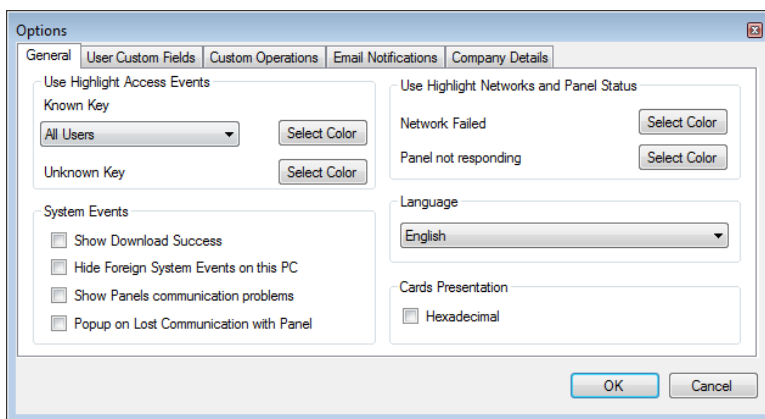 Options
General User Custom Fields Custom Operations Email Notifications Company Details
Use Highlight Access Events
Known Key
All Users Select Color
Unknown Key Select Color
System Events
Show Download Success
Hide Foreign System Events on this PC
Show Panels communication problems
Popup on Lost Communication with Panel
Use Highlight Networks and Panel Status
Network Failed Select Color
Panel not responding Select Color
Language
English
Cards Presentation
Hexadecimal
OK Cancel